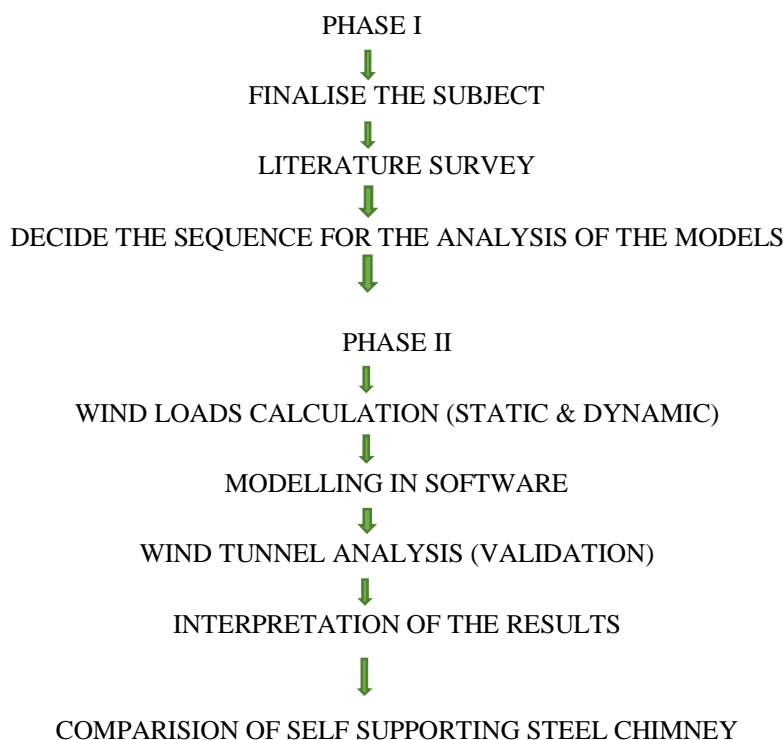 PHASE I
FINALISE THE SUBJECT
LITERATURE SURVEY
DECIDE THE SEQUENCE FOR THE ANALYSIS OF THE MODELS
PHASE II
WIND LOADS CALCULATION (STATIC & DYNAMIC)
MODELLING IN SOFTWARE
WIND TUNNEL ANALYSIS (VALIDATION)
INTERPRETATION OF THE RESULTS
COMPARISION OF SELF SUPPORTING STEEL CHIMNEY